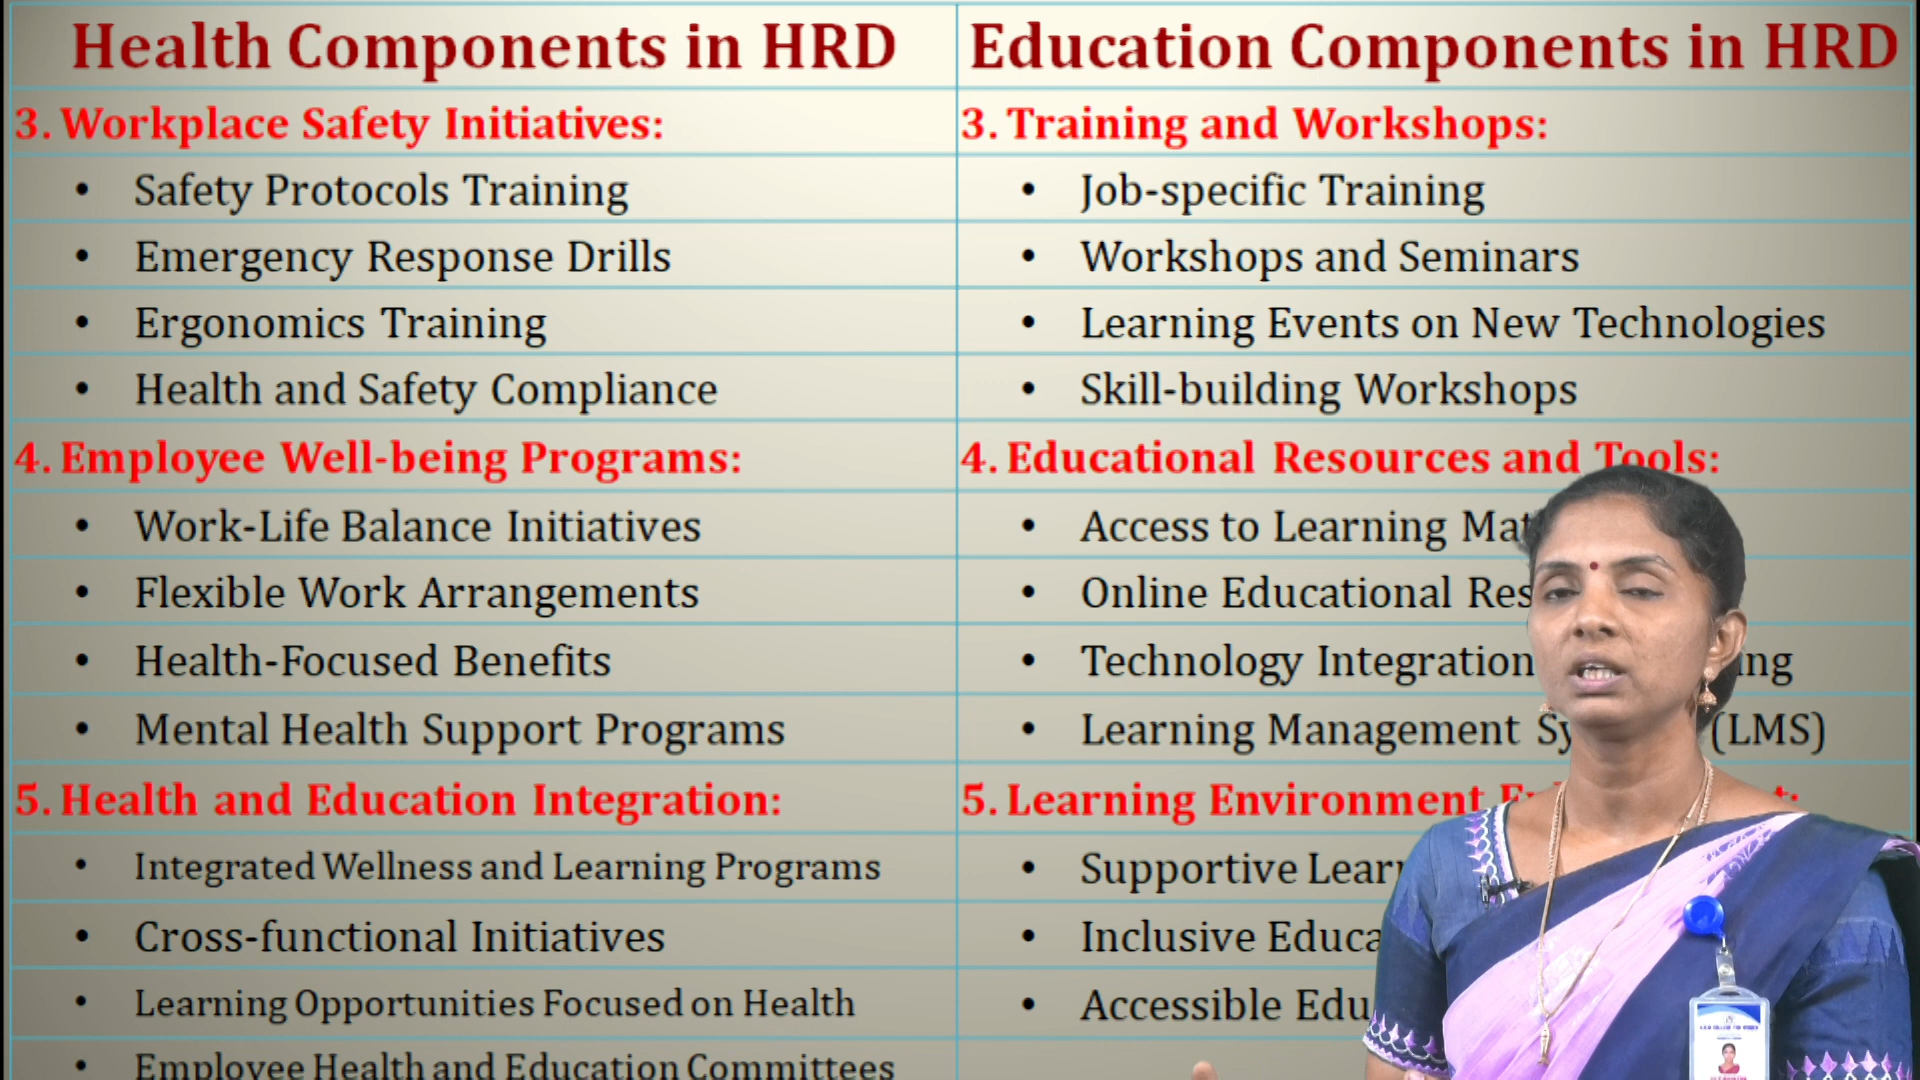 Health Components in HRD
3. Workplace Safety Initiatives:
• Safety Protocols Training
• Emergency Response Drills
• Ergonomics Training
• Health and Safety Compliance
4. Employee Well-being Programs:
• Work-Life Balance Initiatives
• Flexible Work Arrangements
• Health-Focused Benefits
• Mental Health Support Programs
5. Health and Education Integration:
• Integrated Wellness and Learning Programs
• Cross-functional Initiatives
• Learning Opportunities Focused on Health
• Employee Health and Education Committees
Education Components in HRD
3. Training and Workshops:
• Job-specific Training
• Workshops and Seminars
• Learning Events on New Technologies
• Skill-building Workshops
4. Educational Resources and Tools:
• Access to Learning
• Online Educational
• Technology Integration
• Learning Management (LMS)
5. Learning Environment
• Supportive
• Inclusive
• Accessible